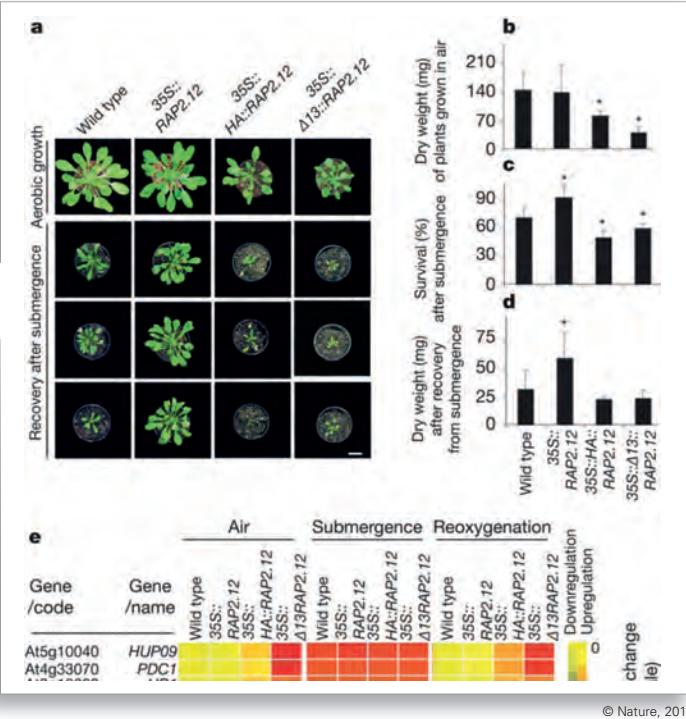 a
Wild type
35S::
RAP2.12
35S::
HA::RAP2.12
35S::
Δ13::RAP2.12
Aerobic growth
Recovery after submergence
b
Dry weight (mg)
of plants grown in air
210
140
70
0
*
*
c
Survival (%)
after submergence
90
60
30
0
*
*
*
d
Dry weight (mg)
after recovery
from submergence
75
50
25
0
*
Wild type
35S::
RAP2.12
35S::HA::
RAP2.12
35S::Δ13::
RAP2.12
e
Air
Submergence
Reoxygenation
Gene
/code
Gene
/name
Wild type
35S::
RAP2.12
35S::
HA::RAP2.12
35S::
Δ13RAP2.12
Wild type
35S::
RAP2.12
35S::
HA::RAP2.12
35S::
Δ13RAP2.12
Wild type
35S::
RAP2.12
35S::
HA::RAP2.12
35S::
Δ13RAP2.12
Downregulation
Upregulation
0
change
At5g10040 HUP09
At4g33070 PDC1
© Nature, 201